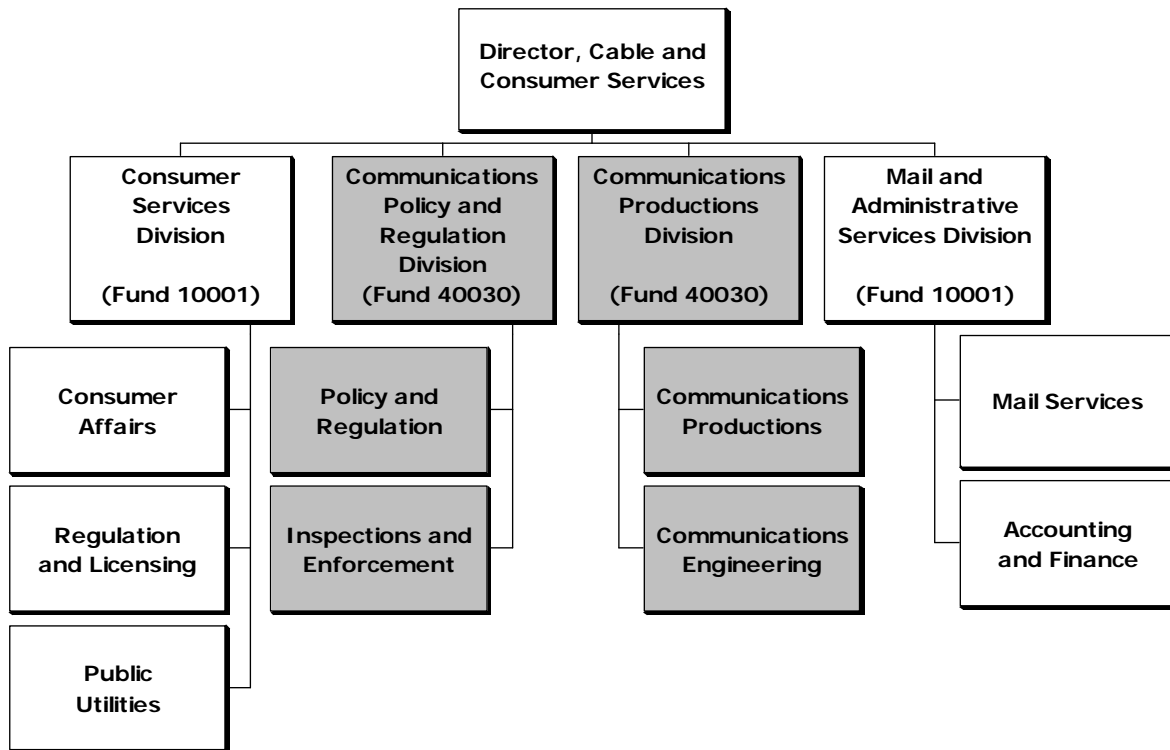 Director, Cable and
Consumer Services
Consumer
Services
Division
(Fund 10001)
Communications
Policy and
Regulation
Division
(Fund 40030)
Communications
Productions
Division
(Fund 40030)
Mail and
Administrative
Services Division
(Fund 10001)
Consumer
Affairs
Policy and
Regulation
Communications
Productions
Mail Services
Regulation
and Licensing
Inspections and
Enforcement
Communications
Engineering
Accounting
and Finance
Public
Utilities